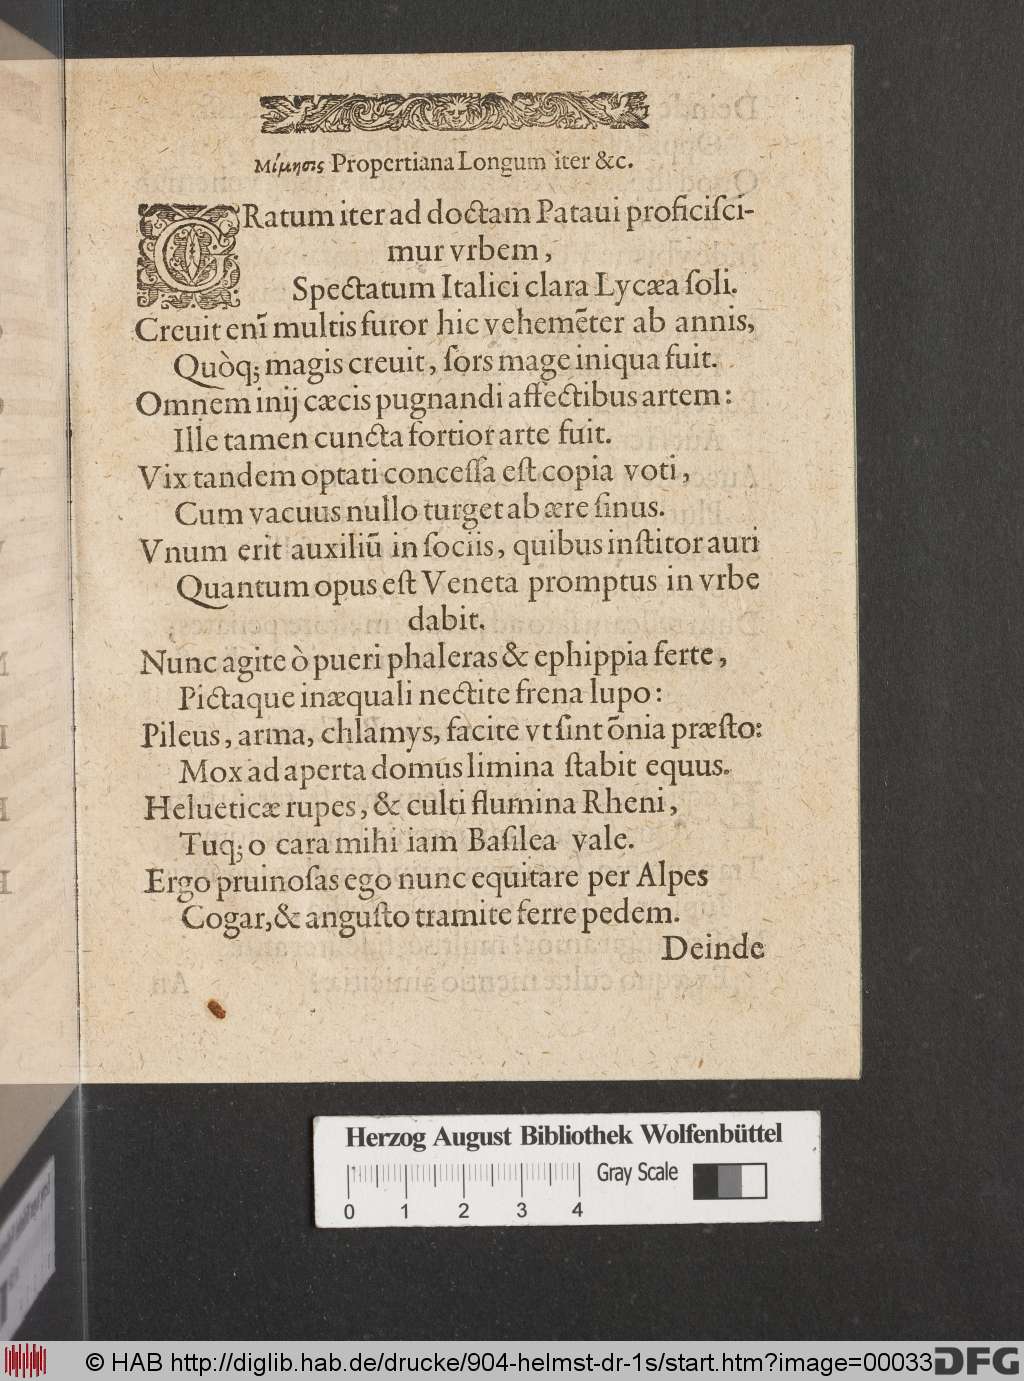 Μίμησις Propertiana Longum iter &c.
GRatum iter ad doctam Pataui proficiſci-
mur vrbem,
Spectatum Italici clara Lycæa ſoli.
Creuit enī multis furor hic vehemēter ab annis,
Quòq; magis creuit, ſors mage iniqua fuit.
Omnem inij cæcis pugnandi affectibus artem:
Ille tamen cuncta fortior arte fuit.
Vix tandem optati conceſſa eſt copia voti,
Cum vacuus nullo turget ab ære ſinus.
Vnum erit auxiliū in ſociis, quibus inſtitor auri
Quantum opus eſt Veneta promptus in vrbe
dabit.
Nunc agite ò pueri phaleras & ephippia ferte,
Pictaque inæquali nectite frena lupo:
Pileus, arma, chlamys, facite vt ſint ōnia præſto:
Mox ad aperta domus limina ſtabit equus.
Helueticæ rupes, & culti flumina Rheni,
Tuq; o cara mihi iam Baſilea vale.
Ergo pruinoſas ego nunc equitare per Alpes
Cogar, & anguſto tramite ferre pedem.
Deinde
Herzog August Bibliothek Wolfenbüttel
Gray Scale
0 1 2 3 4
© HAB http://diglib.hab.de/drucke/904-helmst-dr-1s/start.htm?image=00033
DFG